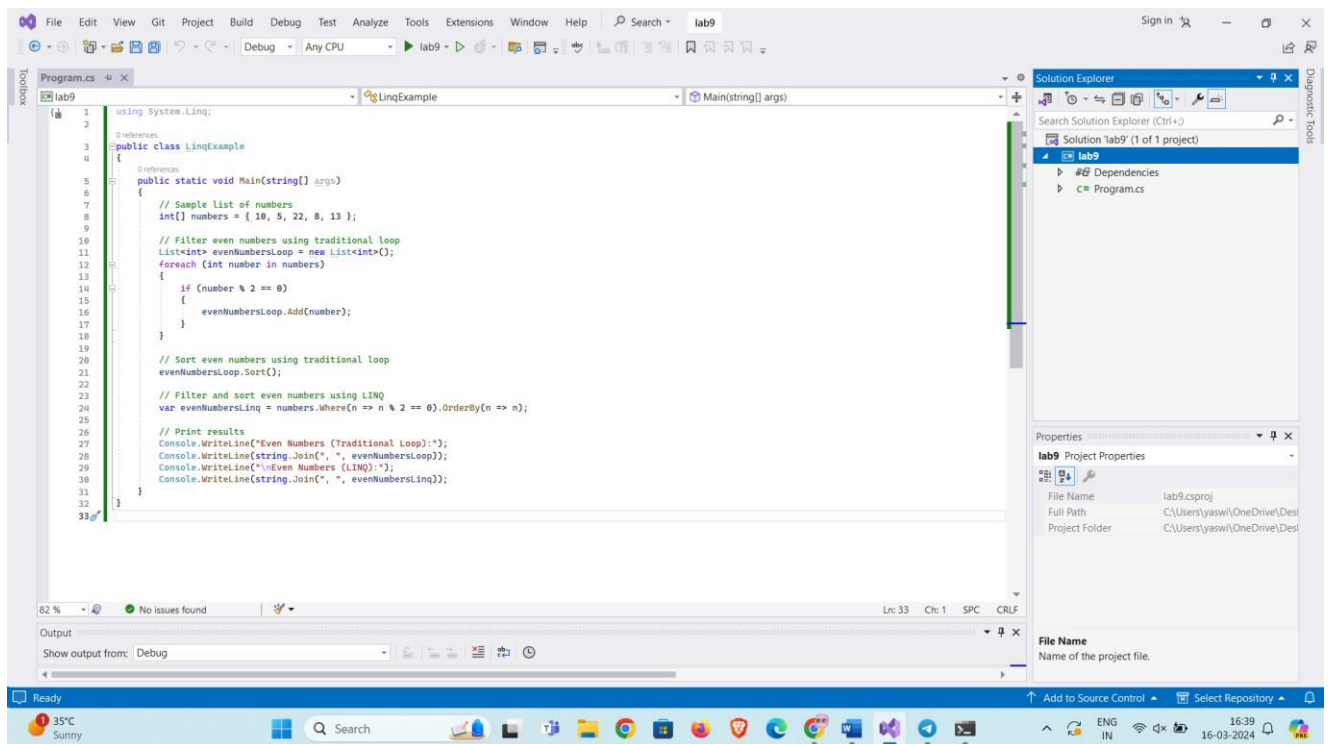 File Edit View Git Project Build Debug Test Analyze Tools Extensions Window Help Search lab9 Sign in
Debug Any CPU lab9
Toolbox
Program.cs
lab9 LinqExample Main(string[] args)
1 using System.Linq;
2
0 references
3 public class LinqExample
4 {
0 references
5 public static void Main(string[] args)
6 {
7 // Sample list of numbers
8 int[] numbers = { 10, 5, 22, 8, 13 };
9
10 // Filter even numbers using traditional loop
11 List<int> evenNumbersLoop = new List<int>();
12 foreach (int number in numbers)
13 {
14 if (number % 2 == 0)
15 {
16 evenNumbersLoop.Add(number);
17 }
18 }
19
20 // Sort even numbers using traditional loop
21 evenNumbersLoop.Sort();
22
23 // Filter and sort even numbers using LINQ
24 var evenNumbersLinq = numbers.Where(n => n % 2 == 0).OrderBy(n => n);
25
26 // Print results
27 Console.WriteLine("Even Numbers (Traditional Loop):");
28 Console.WriteLine(string.Join(", ", evenNumbersLoop));
29 Console.WriteLine("\nEven Numbers (LINQ):");
30 Console.WriteLine(string.Join(", ", evenNumbersLinq));
31 }
32 }
33
82 % No issues found Ln: 33 Ch: 1 SPC CRLF
Output
Show output from: Debug
Solution Explorer
Search Solution Explorer (Ctrl+;)
Solution 'lab9' (1 of 1 project)
lab9
Dependencies
C# Program.cs
Diagnostic Tools
Properties
lab9 Project Properties
File Name lab9.csproj
Full Path C:\Users\yaswi\OneDrive\Desl
Project Folder C:\Users\yaswi\OneDrive\Desl
File Name
Name of the project file.
Ready Add to Source Control Select Repository
1 35°C
Sunny
Search
ENG
IN
16:39
16-03-2024
PRE